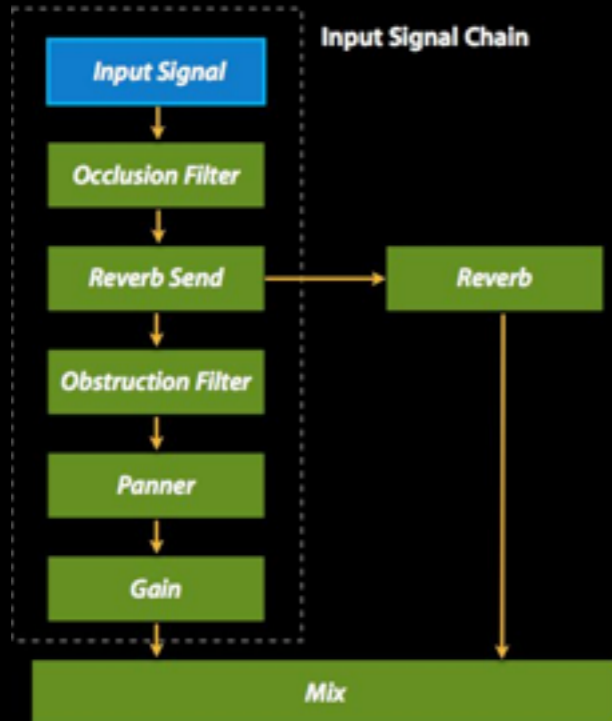 Input Signal Chain
Input Signal
Occlusion Filter
Reverb Send
Reverb
Obstruction Filter
Panner
Gain
Mix